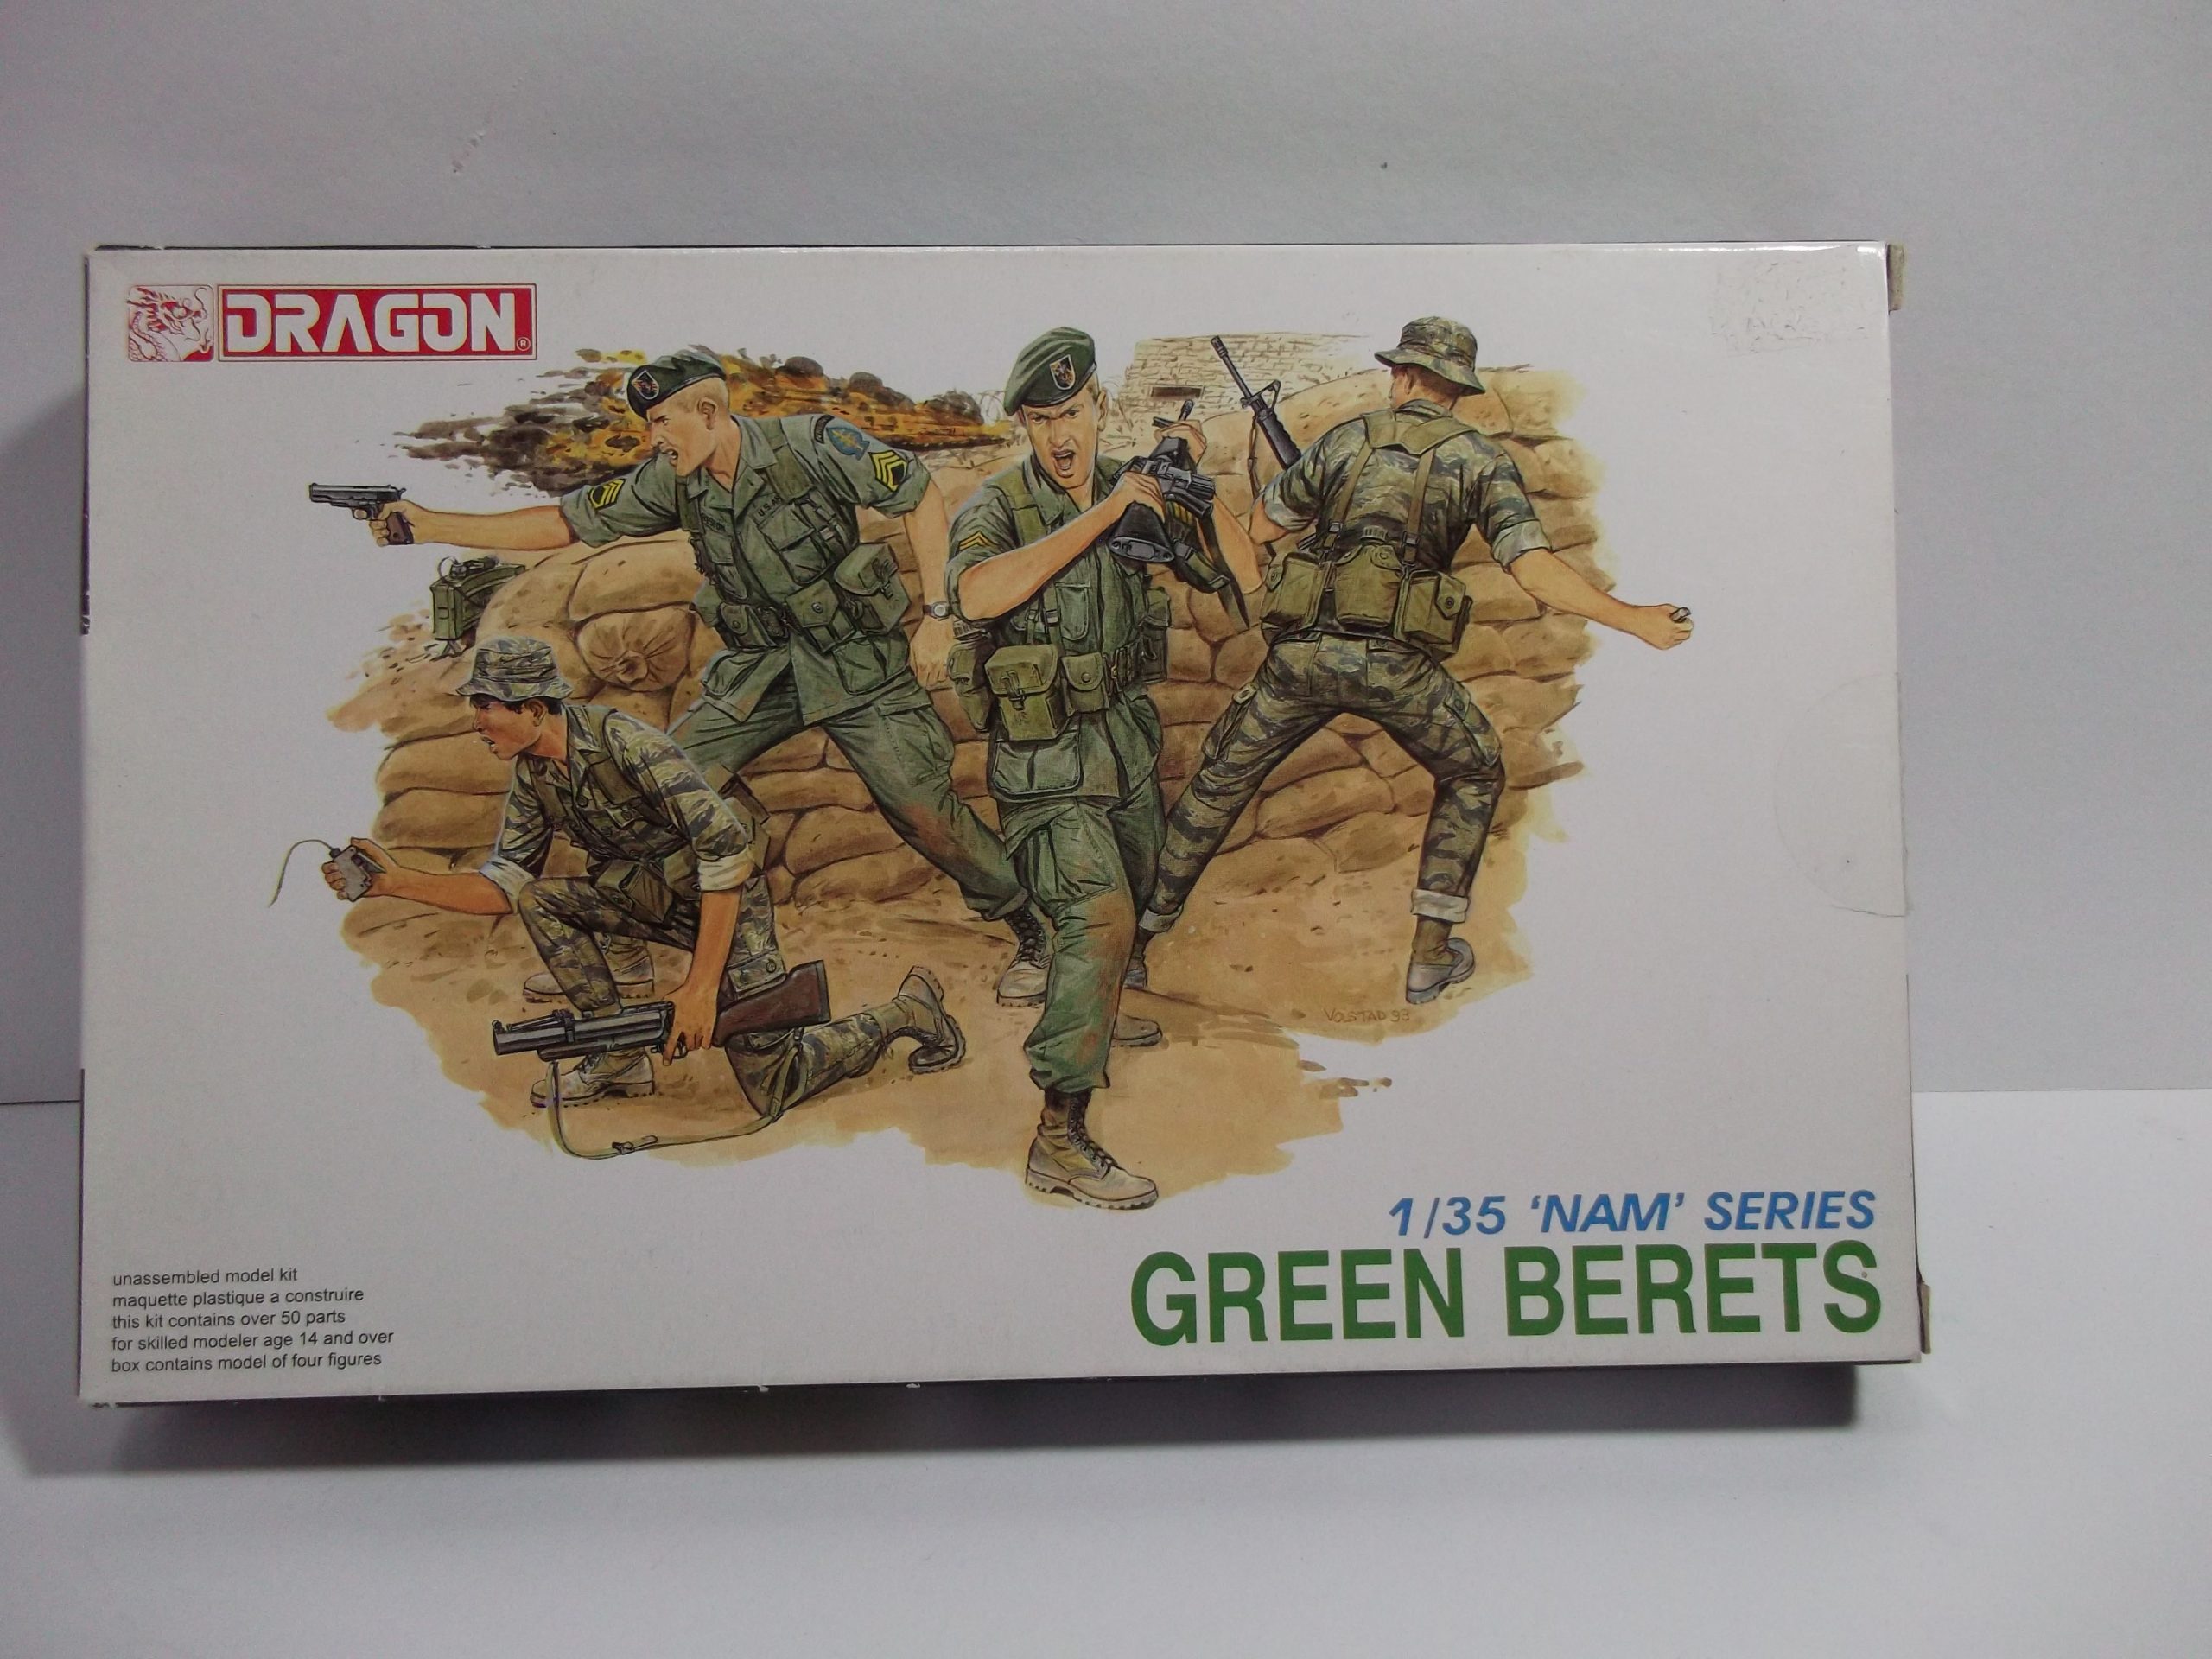 DRAGON®
U.S. ARMY
VOLSTAD 93
1/35 'NAM' SERIES
GREEN BERETS
unassembled model kit
maquette plastique a construire
this kit contains over 50 parts
for skilled modeler age 14 and over
box contains model of four figures